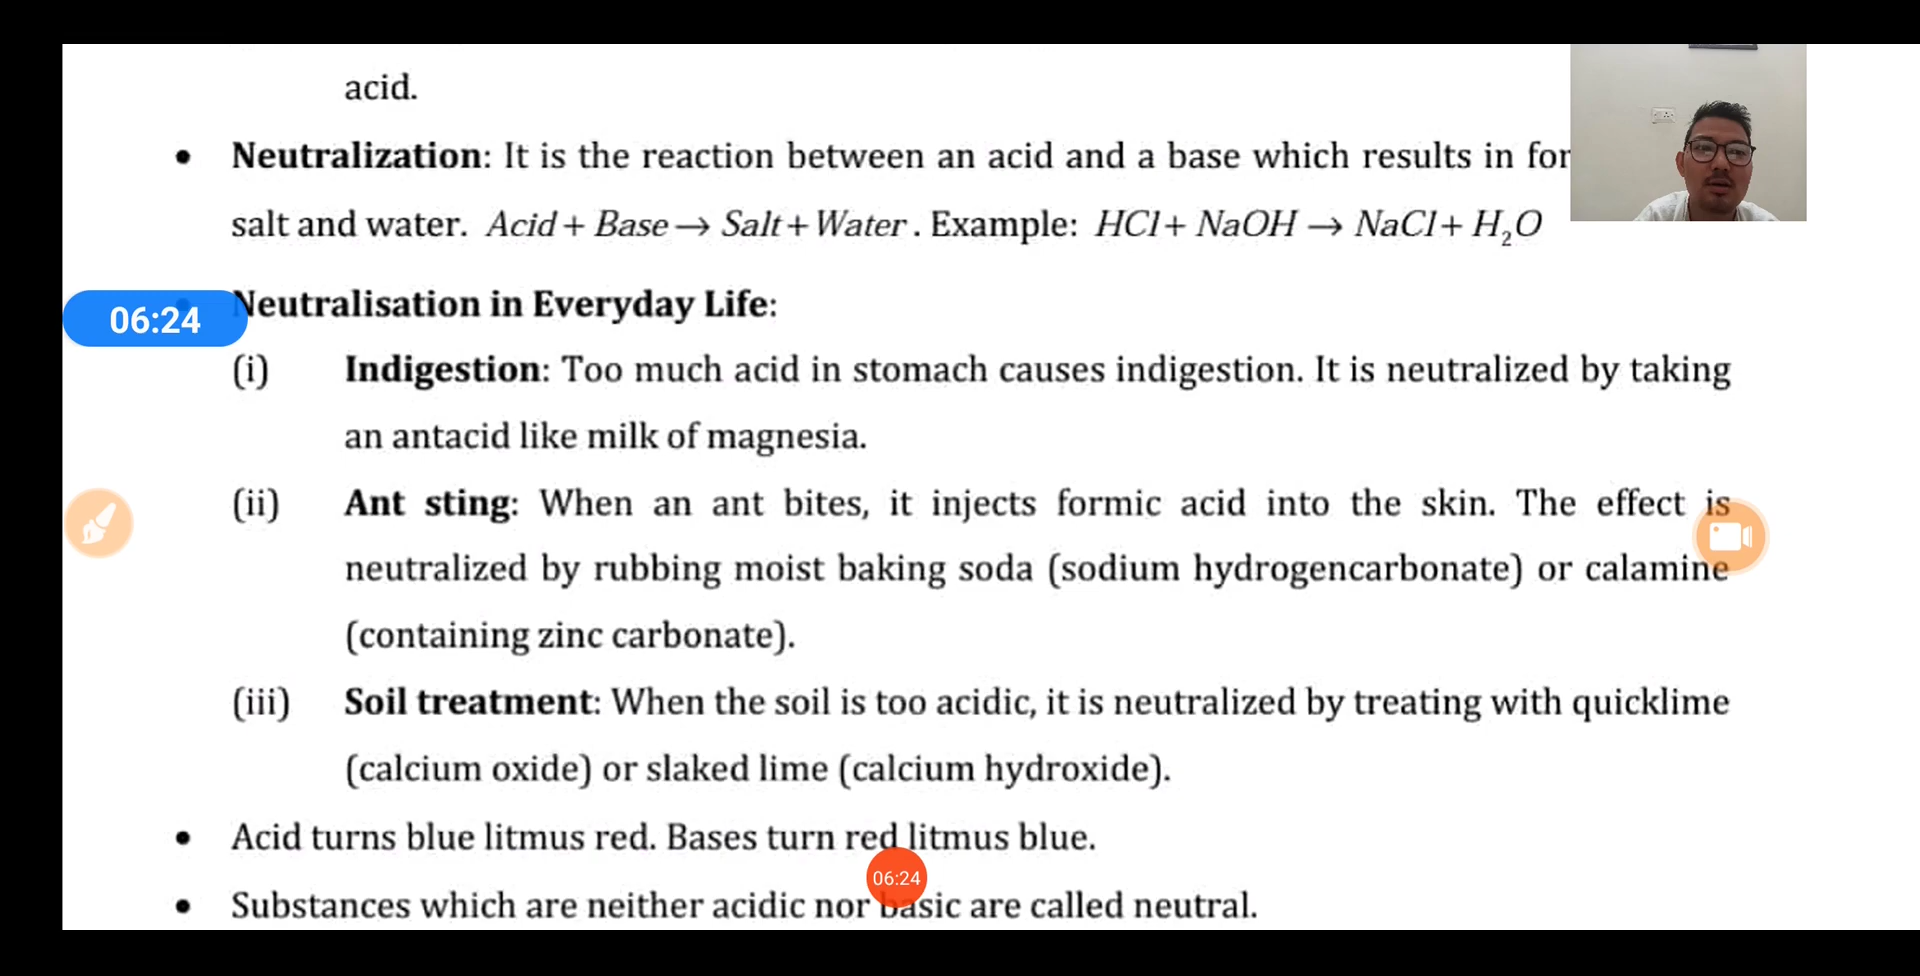 acid.
• Neutralization: It is the reaction between an acid and a base which results in for
salt and water. Acid + Base → Salt + Water. Example: HCl + NaOH → NaCl + H₂O
06:24
Neutralisation in Everyday Life:
(i) Indigestion: Too much acid in stomach causes indigestion. It is neutralized by taking
an antacid like milk of magnesia.
(ii) Ant sting: When an ant bites, it injects formic acid into the skin. The effect is
neutralized by rubbing moist baking soda (sodium hydrogencarbonate) or calamine
(containing zinc carbonate).
(iii) Soil treatment: When the soil is too acidic, it is neutralized by treating with quicklime
(calcium oxide) or slaked lime (calcium hydroxide).
• Acid turns blue litmus red. Bases turn red litmus blue.
06:24
• Substances which are neither acidic nor basic are called neutral.